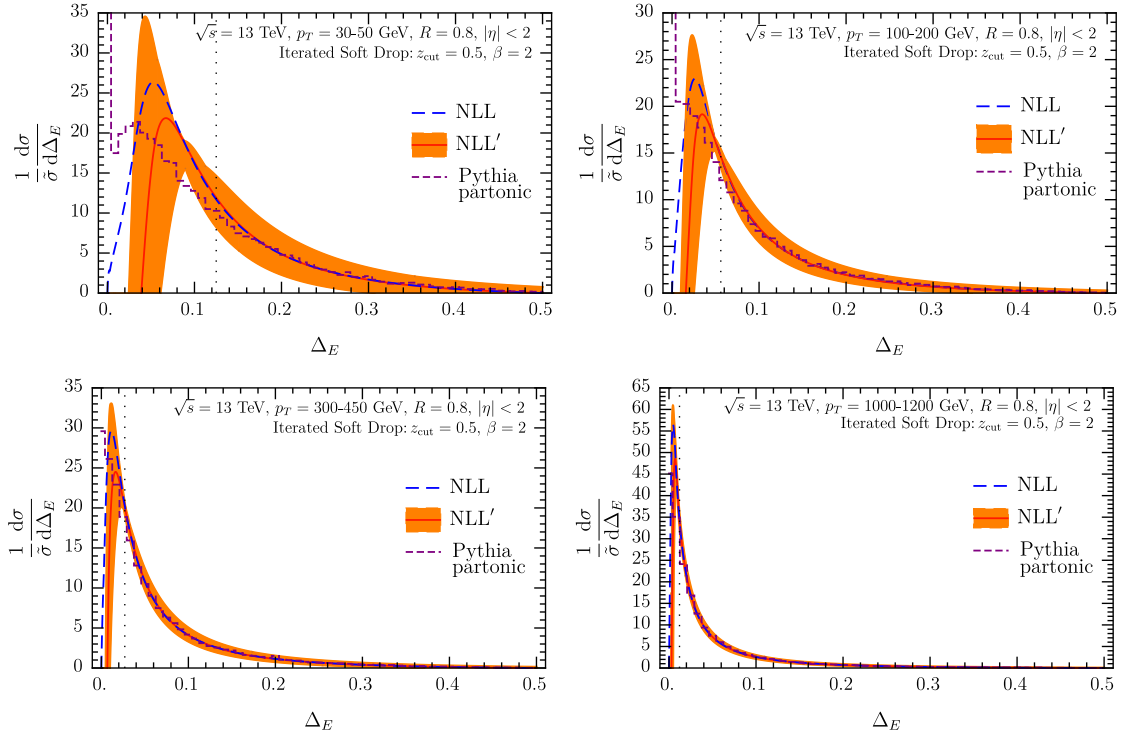 √s = 13 TeV, p_T = 30-50 GeV, R = 0.8, |η| < 2
Iterated Soft Drop: z_cut = 0.5, β = 2
NLL
NLL′
Pythia
partonic
1/σ̃ dσ/dΔ_E
35
30
25
20
15
10
5
0
0. 0.1 0.2 0.3 0.4 0.5
Δ_E
√s = 13 TeV, p_T = 100-200 GeV, R = 0.8, |η| < 2
Iterated Soft Drop: z_cut = 0.5, β = 2
NLL
NLL′
Pythia
partonic
1/σ̃ dσ/dΔ_E
30
25
20
15
10
5
0
0. 0.1 0.2 0.3 0.4 0.5
Δ_E
√s = 13 TeV, p_T = 300-450 GeV, R = 0.8, |η| < 2
Iterated Soft Drop: z_cut = 0.5, β = 2
NLL
NLL′
Pythia
partonic
1/σ̃ dσ/dΔ_E
35
30
25
20
15
10
5
0
0. 0.1 0.2 0.3 0.4 0.5
Δ_E
√s = 13 TeV, p_T = 1000-1200 GeV, R = 0.8, |η| < 2
Iterated Soft Drop: z_cut = 0.5, β = 2
NLL
NLL′
Pythia
partonic
1/σ̃ dσ/dΔ_E
65
60
55
50
45
40
35
30
25
20
15
10
5
0
0. 0.1 0.2 0.3 0.4 0.5
Δ_E